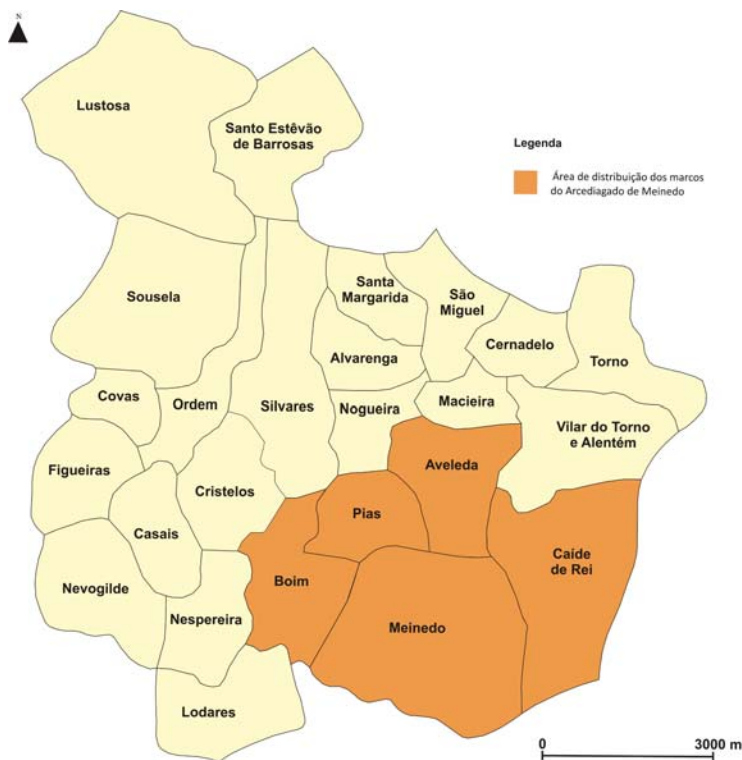 N
Lustosa
Santo Estêvão
de Barrosas
Legenda
Área de distribuição dos marcos
do Arcediagado de Meinedo
Sousela
Santa
Margarida
São
Miguel
Cernadelo
Torno
Alvarenga
Covas
Ordem
Silvares
Nogueira
Macieira
Vilar do Torno
e Alentém
Figueiras
Cristelos
Aveleda
Casais
Pias
Caíde
de Rei
Nevogilde
Boim
Nespereira
Meinedo
Lodares
0
3000 m